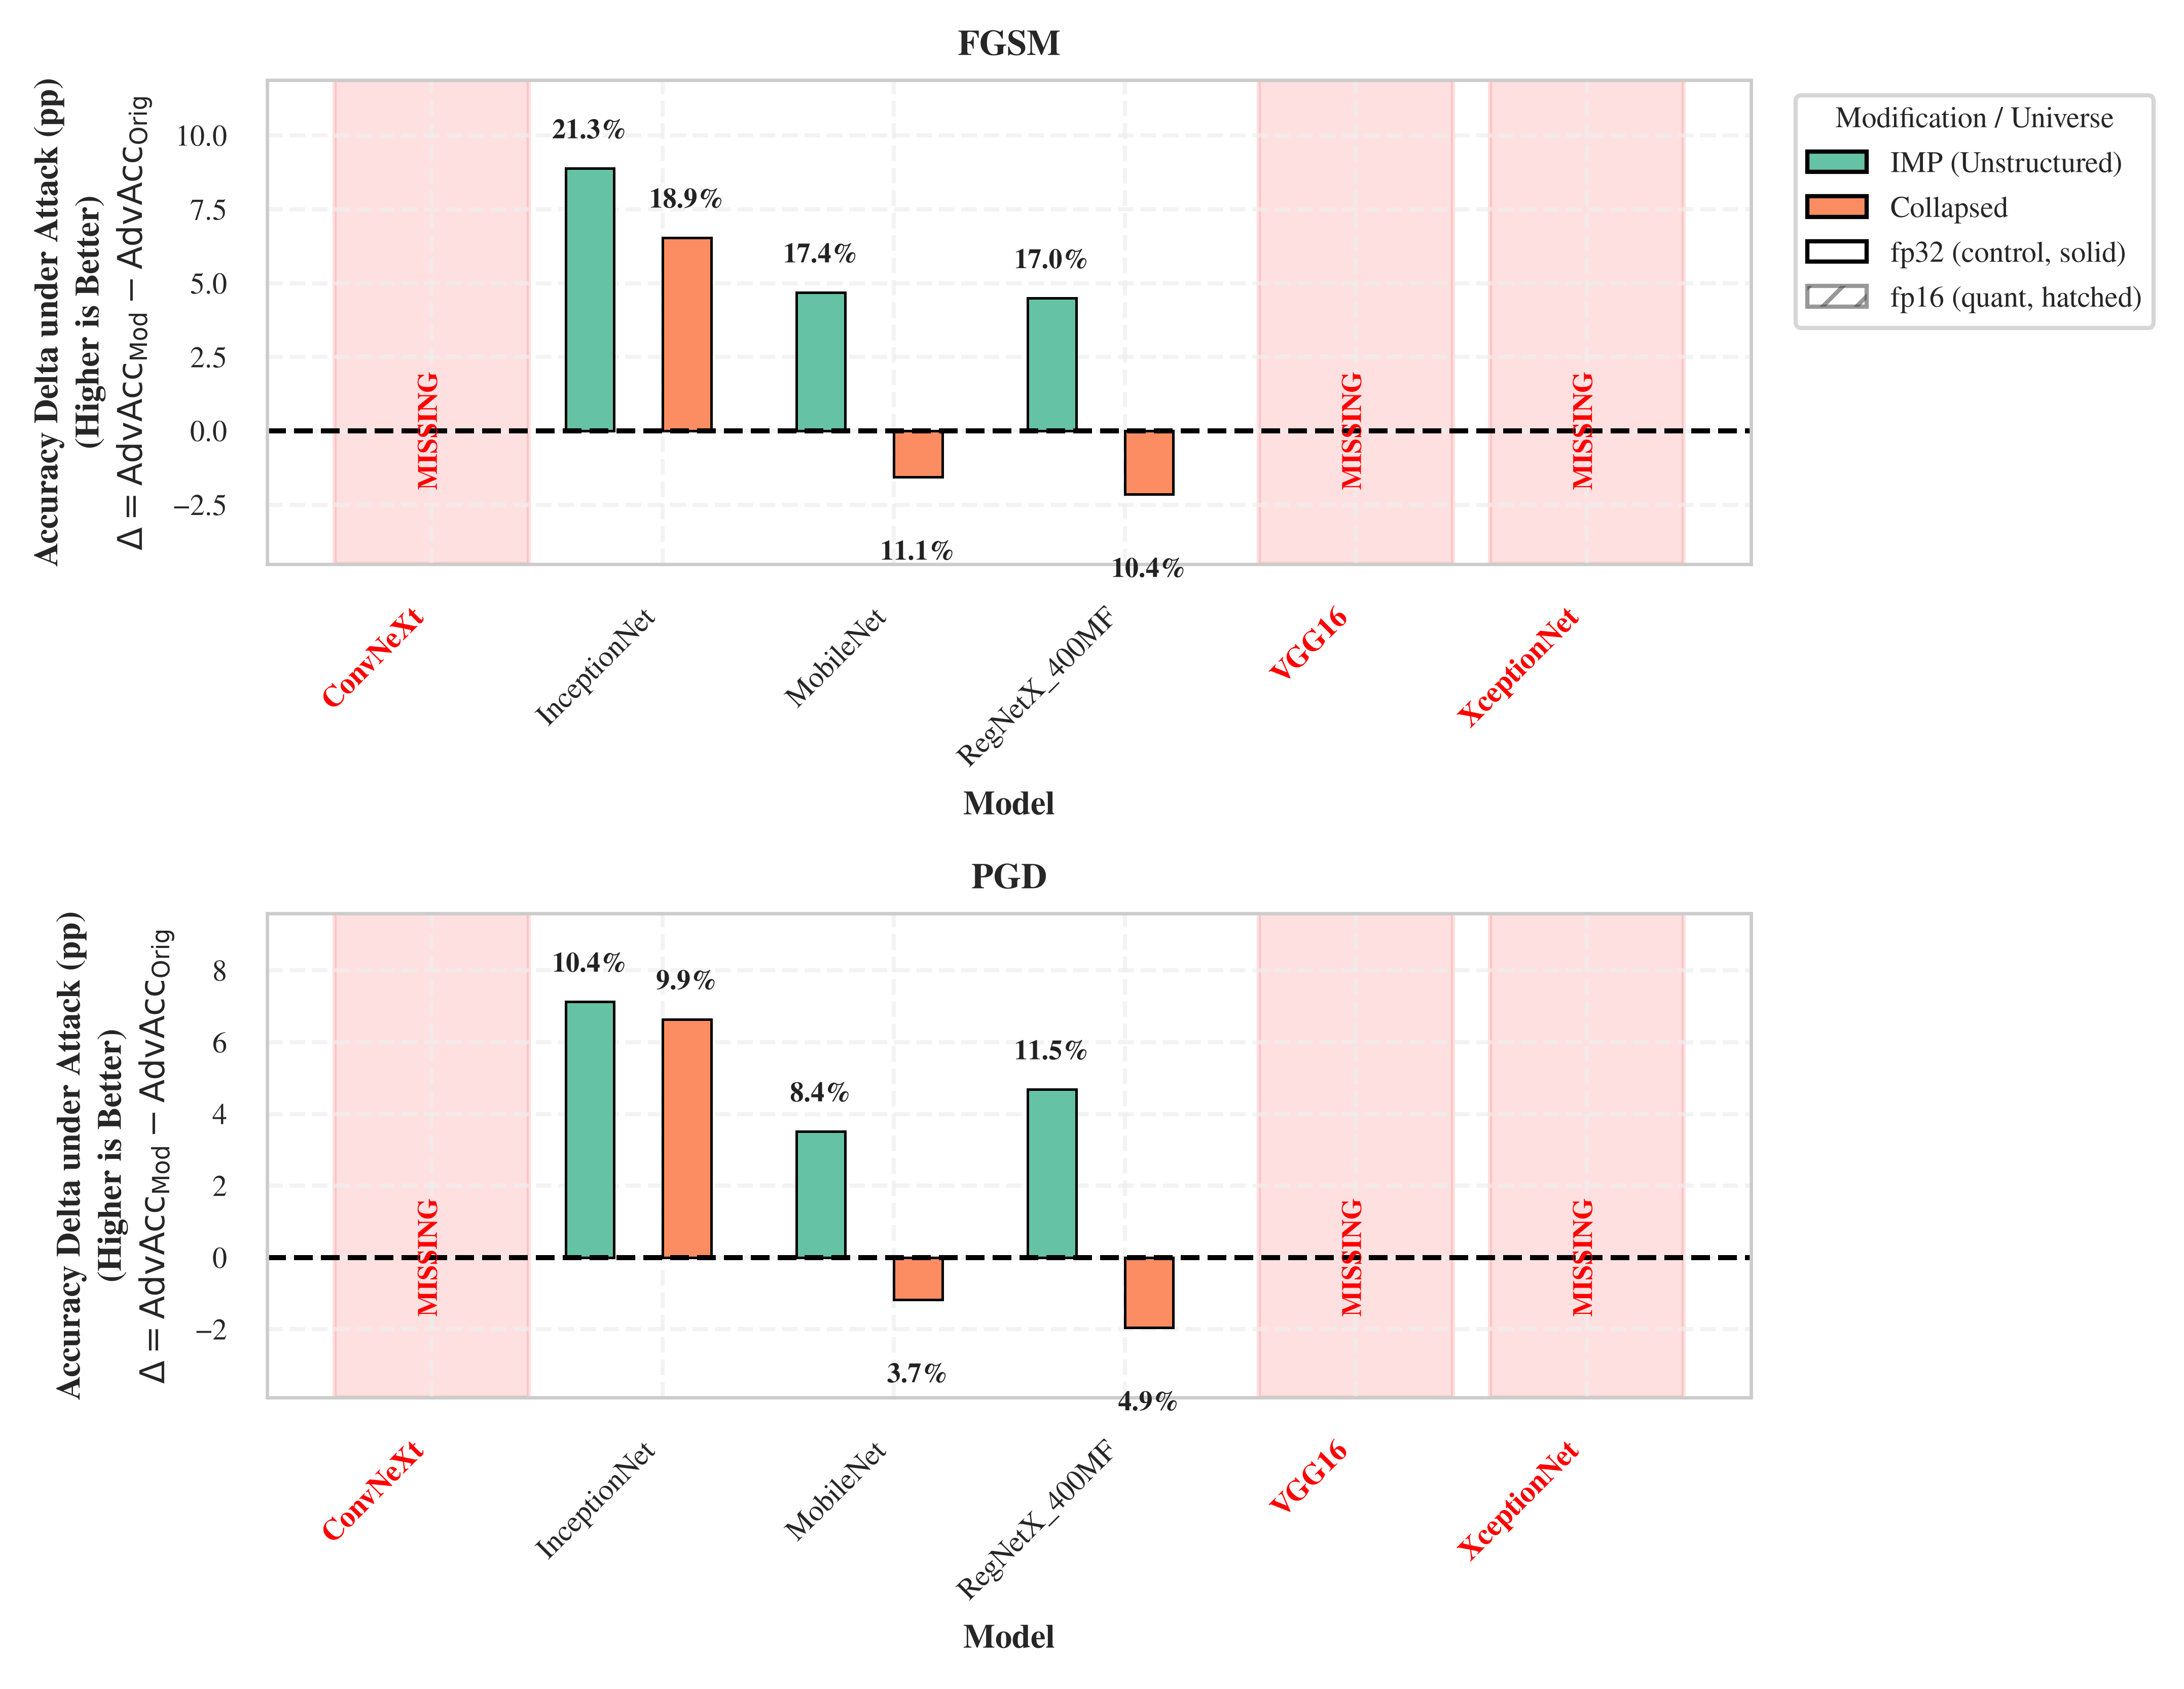 FGSM
Accuracy Delta under Attack (pp)
(Higher is Better)
Δ = AdvAcc_Mod − AdvAcc_Orig
10.0
7.5
5.0
2.5
0.0
−2.5
21.3%
18.9%
17.4%
11.1%
17.0%
10.4%
MISSING
MISSING
MISSING
ConvNeXt
InceptionNet
MobileNet
RegNetX_400MF
VGG16
XceptionNet
Model
Modification / Universe
IMP (Unstructured)
Collapsed
fp32 (control, solid)
fp16 (quant, hatched)
PGD
Accuracy Delta under Attack (pp)
(Higher is Better)
Δ = AdvAcc_Mod − AdvAcc_Orig
8
6
4
2
0
−2
10.4%
9.9%
8.4%
3.7%
11.5%
4.9%
MISSING
MISSING
MISSING
ConvNeXt
InceptionNet
MobileNet
RegNetX_400MF
VGG16
XceptionNet
Model